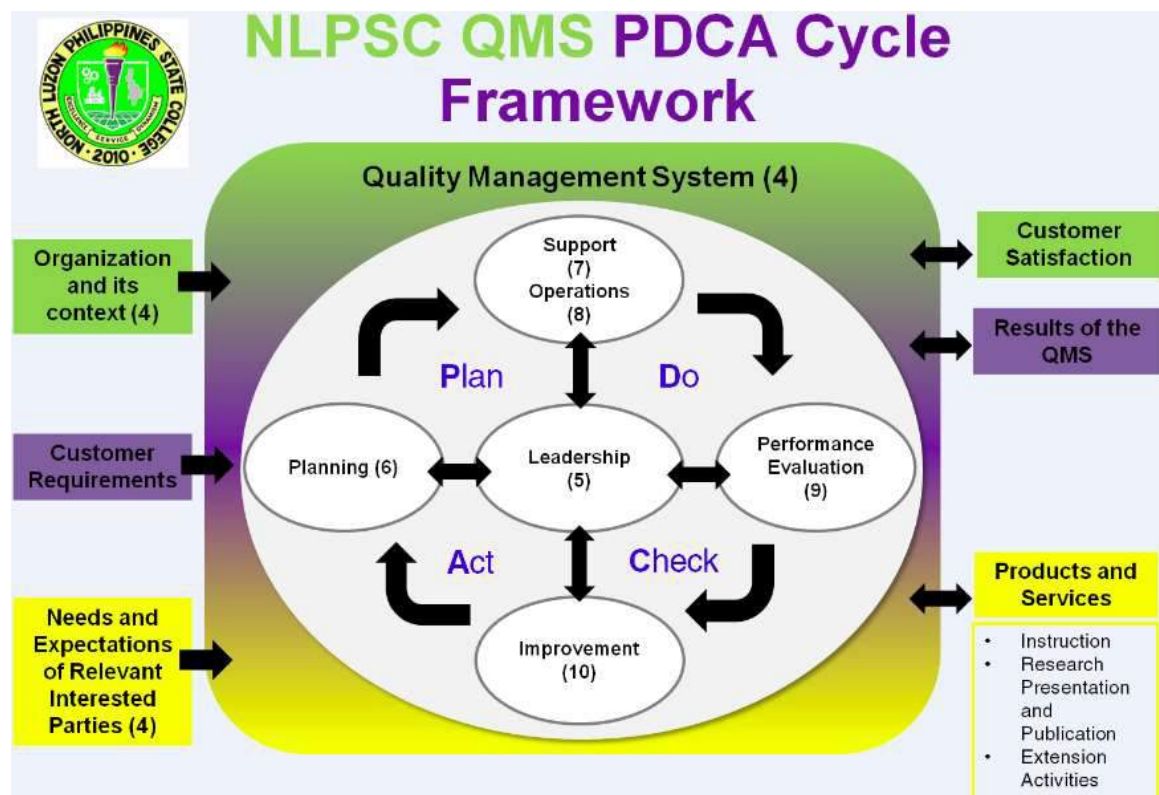 NLPSC QMS PDCA Cycle
Framework
NORTH LUZON PHILIPPINES STATE COLLEGE
EXCELLENCE
SERVICE
DYNAMISM
2010
Quality Management System (4)
Organization
and its
context (4)
Customer
Requirements
Needs and
Expectations
of Relevant
Interested
Parties (4)
Support
(7)
Operations
(8)
Plan
Do
Planning (6)
Leadership
(5)
Performance
Evaluation
(9)
Act
Check
Improvement
(10)
Customer
Satisfaction
Results of the
QMS
Products and
Services
• Instruction
• Research
Presentation
and
Publication
• Extension
Activities